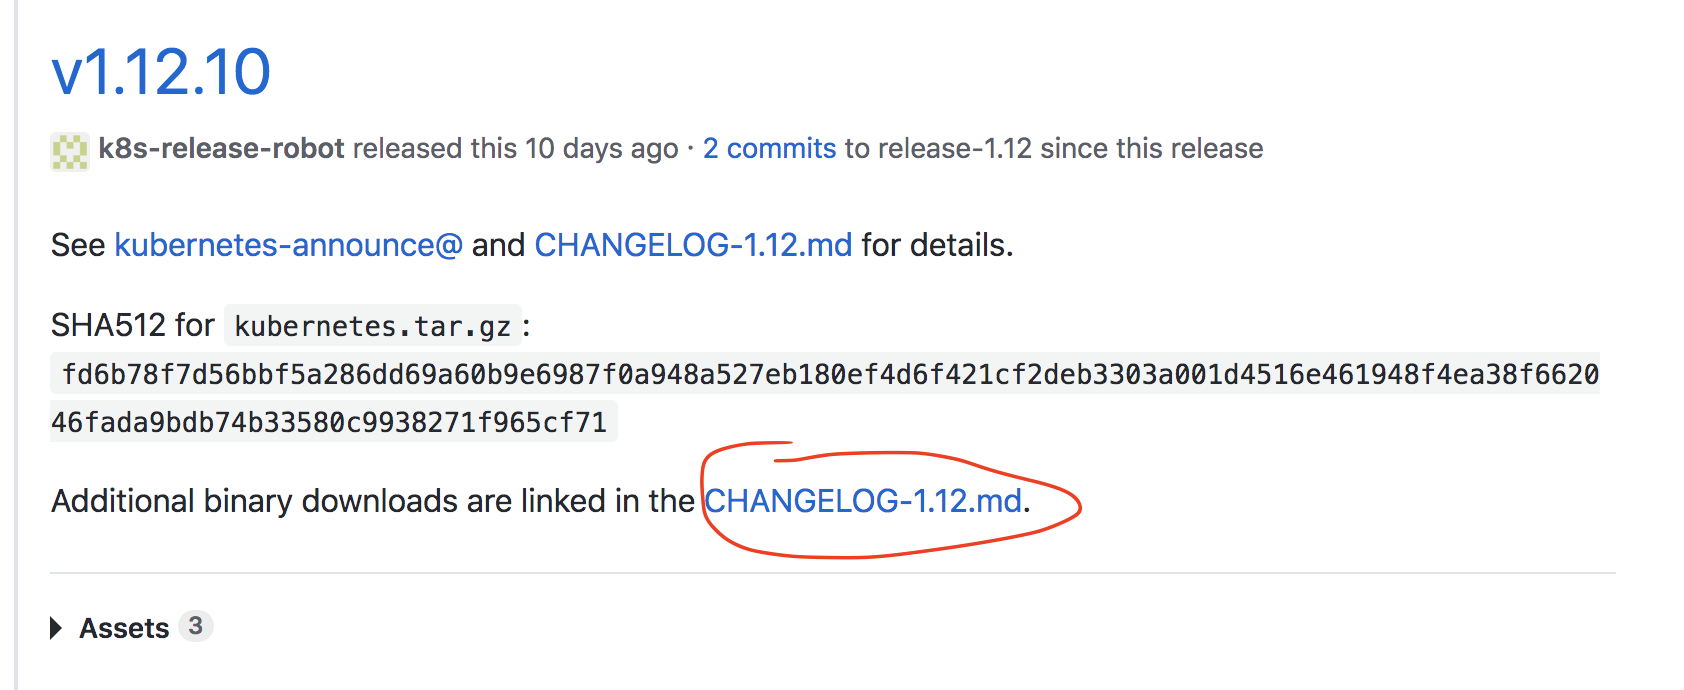 v1.12.10
k8s-release-robot released this 10 days ago · 2 commits to release-1.12 since this release
See kubernetes-announce@ and CHANGELOG-1.12.md for details.
SHA512 for kubernetes.tar.gz:
fd6b78f7d56bbf5a286dd69a60b9e6987f0a948a527eb180ef4d6f421cf2deb3303a001d4516e461948f4ea38f6620
46fada9bdb74b33580c9938271f965cf71
Additional binary downloads are linked in the CHANGELOG-1.12.md.
Assets 3